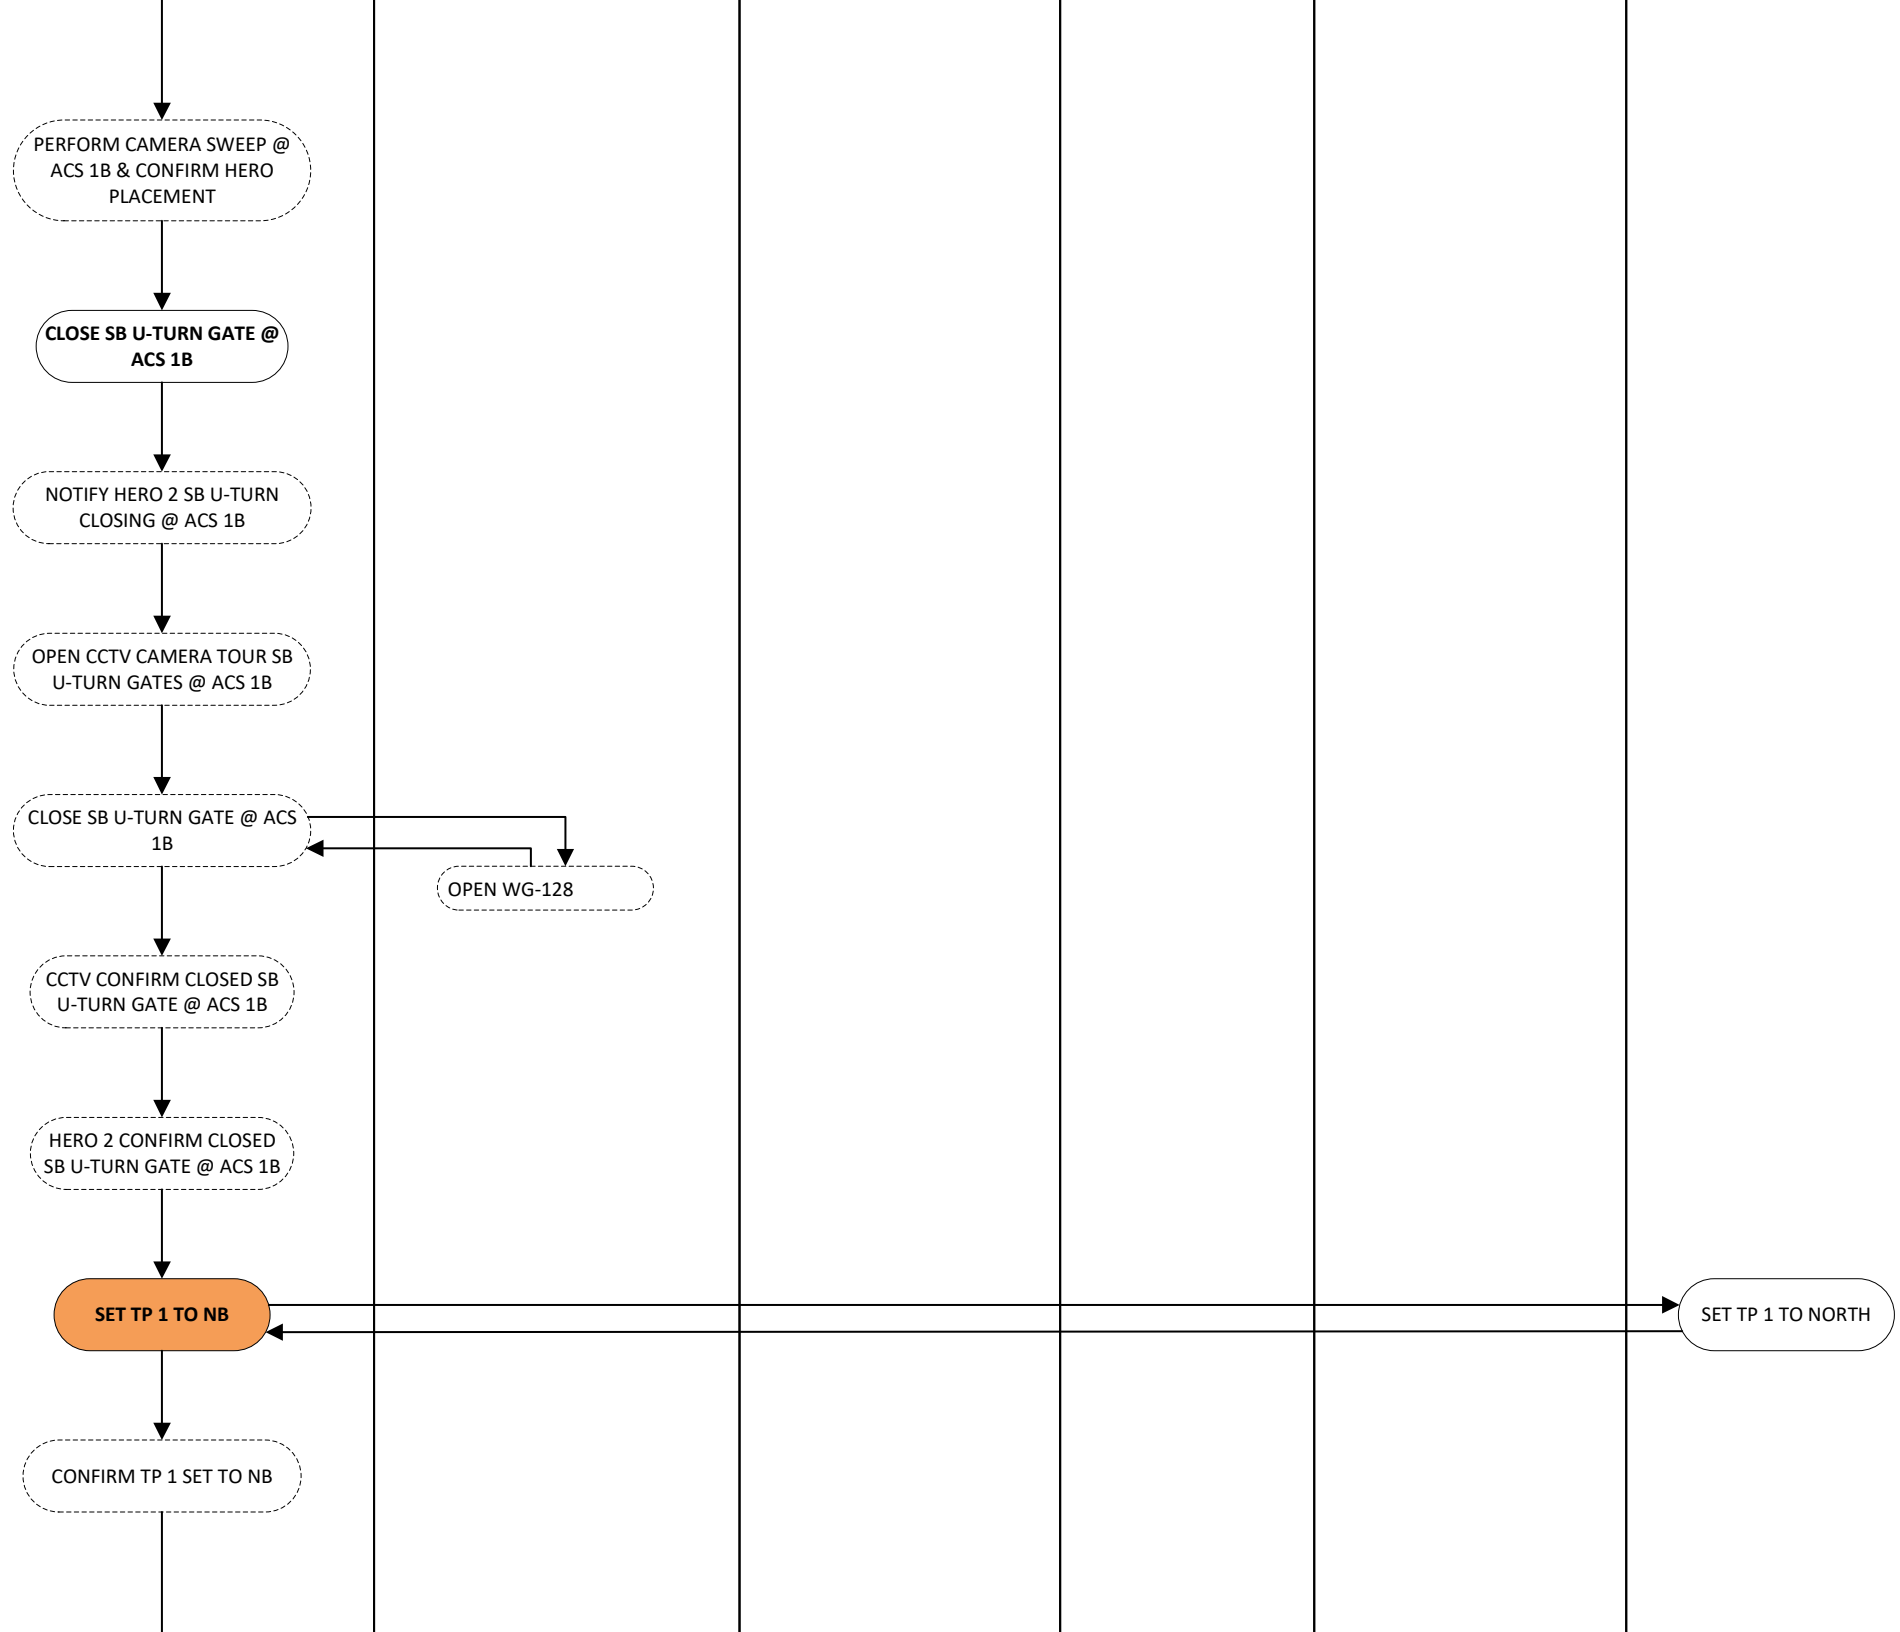 PERFORM CAMERA SWEEP @
ACS 1B & CONFIRM HERO
PLACEMENT
CLOSE SB U-TURN GATE @
ACS 1B
NOTIFY HERO 2 SB U-TURN
CLOSING @ ACS 1B
OPEN CCTV CAMERA TOUR SB
U-TURN GATES @ ACS 1B
CLOSE SB U-TURN GATE @ ACS
1B
OPEN WG-128
CCTV CONFIRM CLOSED SB
U-TURN GATE @ ACS 1B
HERO 2 CONFIRM CLOSED
SB U-TURN GATE @ ACS 1B
SET TP 1 TO NB
SET TP 1 TO NORTH
CONFIRM TP 1 SET TO NB